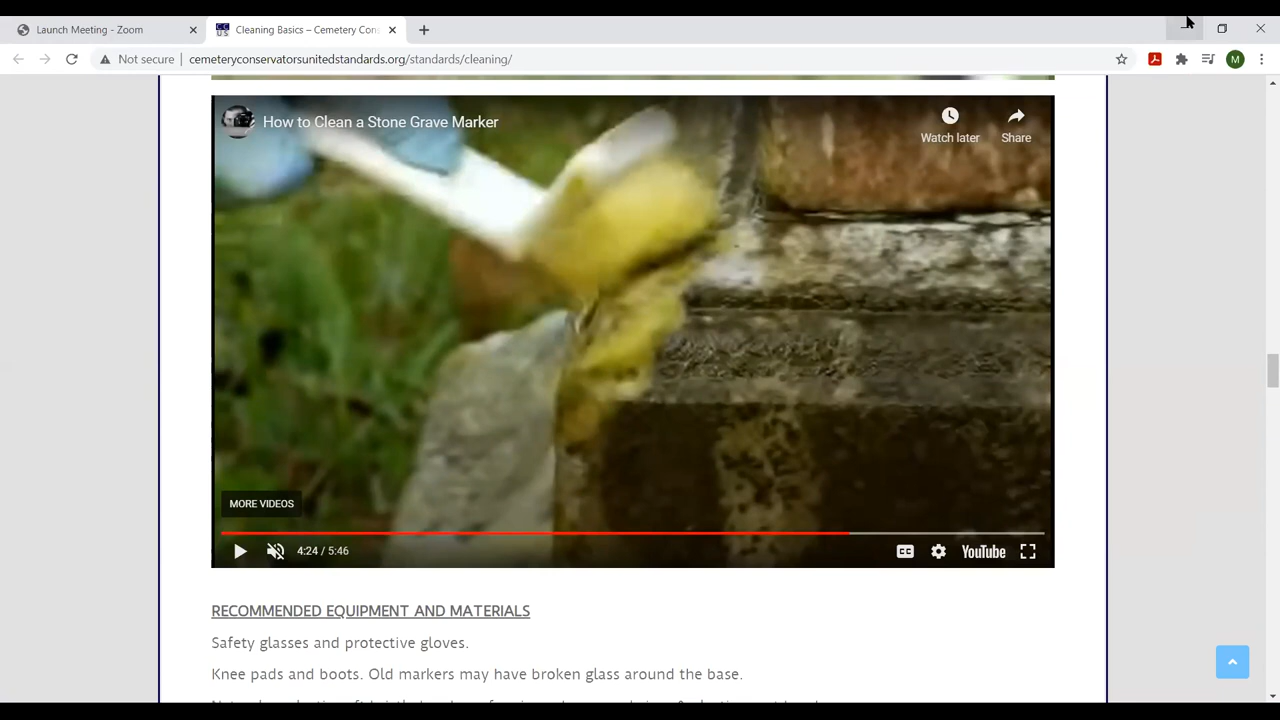 Launch Meeting - Zoom
Cleaning Basics – Cemetery Con
Not secure
cemeteryconservatorsunitedstandards.org/standards/cleaning/
M
How to Clean a Stone Grave Marker
Watch later
Share
MORE VIDEOS
4:24 / 5:46
CC
YouTube
RECOMMENDED EQUIPMENT AND MATERIALS
Safety glasses and protective gloves.
Knee pads and boots. Old markers may have broken glass around the base.